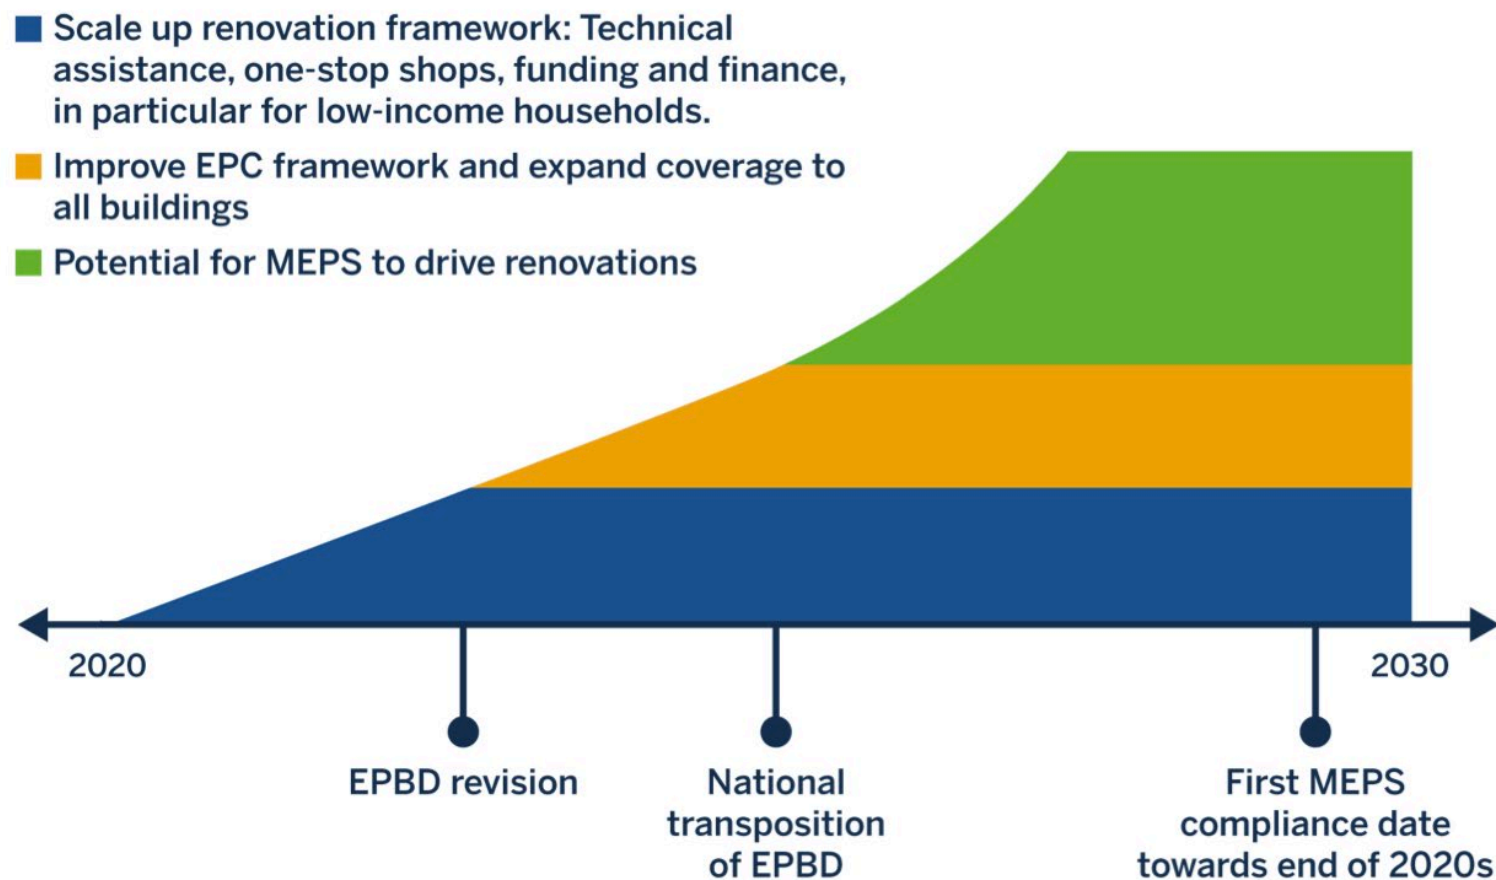 Scale up renovation framework: Technical
assistance, one-stop shops, funding and finance,
in particular for low-income households.
Improve EPC framework and expand coverage to
all buildings
Potential for MEPS to drive renovations
2020
2030
EPBD revision
National
transposition
of EPBD
First MEPS
compliance date
towards end of 2020s